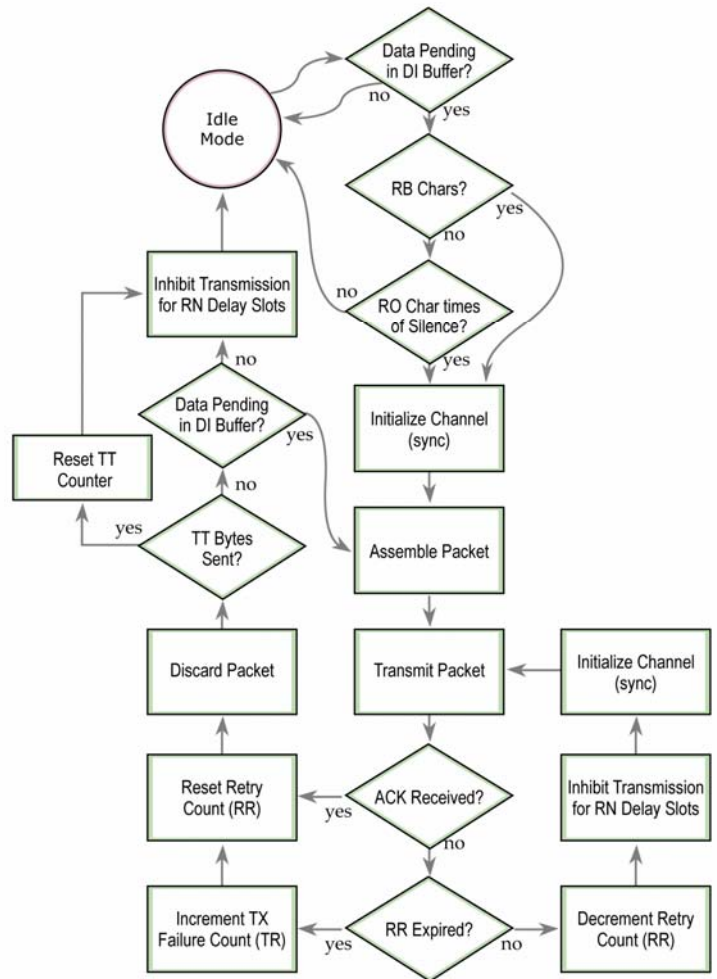 Data Pending
in DI Buffer?
no
yes
Idle
Mode
RB Chars?
yes
no
Inhibit Transmission
for RN Delay Slots
no
RO Char times
of Silence?
yes
no
Data Pending
in DI Buffer?
yes
Initialize Channel
(sync)
Reset TT
Counter
no
yes
TT Bytes
Sent?
Assemble Packet
Discard Packet
Transmit Packet
Initialize Channel
(sync)
Reset Retry
Count (RR)
yes
ACK Received?
no
Inhibit Transmission
for RN Delay Slots
Increment TX
Failure Count (TR)
yes
RR Expired?
no
Decrement Retry
Count (RR)